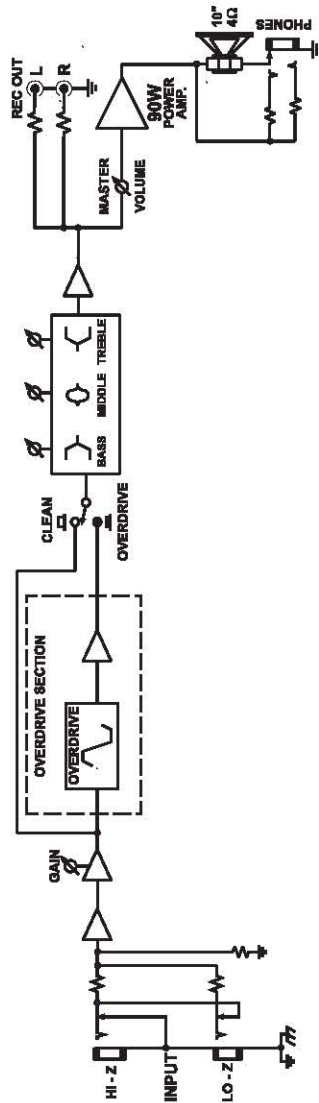 HI - Z
INPUT
LO - Z
GAIN
OVERDRIVE SECTION
OVERDRIVE
CLEAN
OVERDRIVE
BASS
MIDDLE
TREBLE
REC OUT
L
R
MASTER
VOLUME
90W
POWER
AMP.
10"
4Ω
PHONES